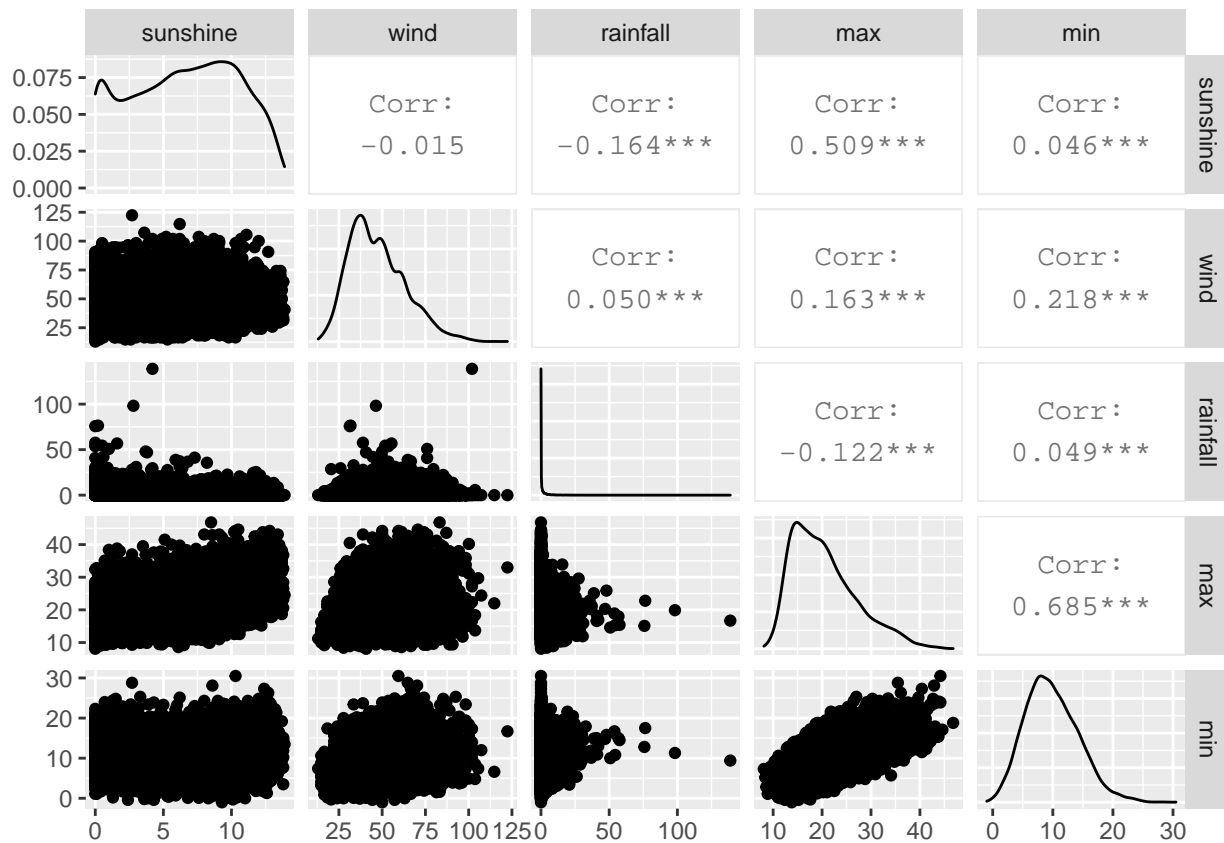 sunshine wind rainfall max min
0.075
0.050
0.025
0.000
Corr: Corr: Corr: Corr:
-0.015 -0.164*** 0.509*** 0.046***
sunshine
125
100
75
50
25
Corr: Corr: Corr:
0.050*** 0.163*** 0.218***
wind
100
50
0
Corr: Corr:
-0.122*** 0.049***
rainfall
40
30
20
10
Corr:
0.685***
max
30
20
10
0
min
0 5 10 25 50 75 100 125 0 50 100 10 20 30 40 0 10 20 30